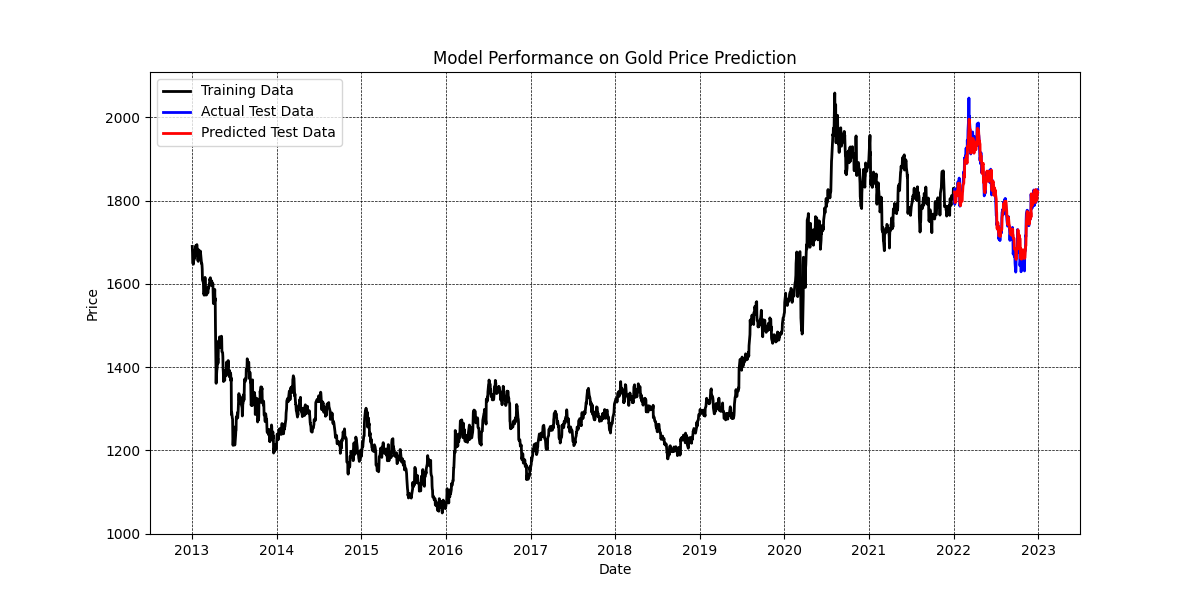 Model Performance on Gold Price Prediction
Training Data
Actual Test Data
Predicted Test Data
Price
2000
1800
1600
1400
1200
1000
2013 2014 2015 2016 2017 2018 2019 2020 2021 2022 2023
Date